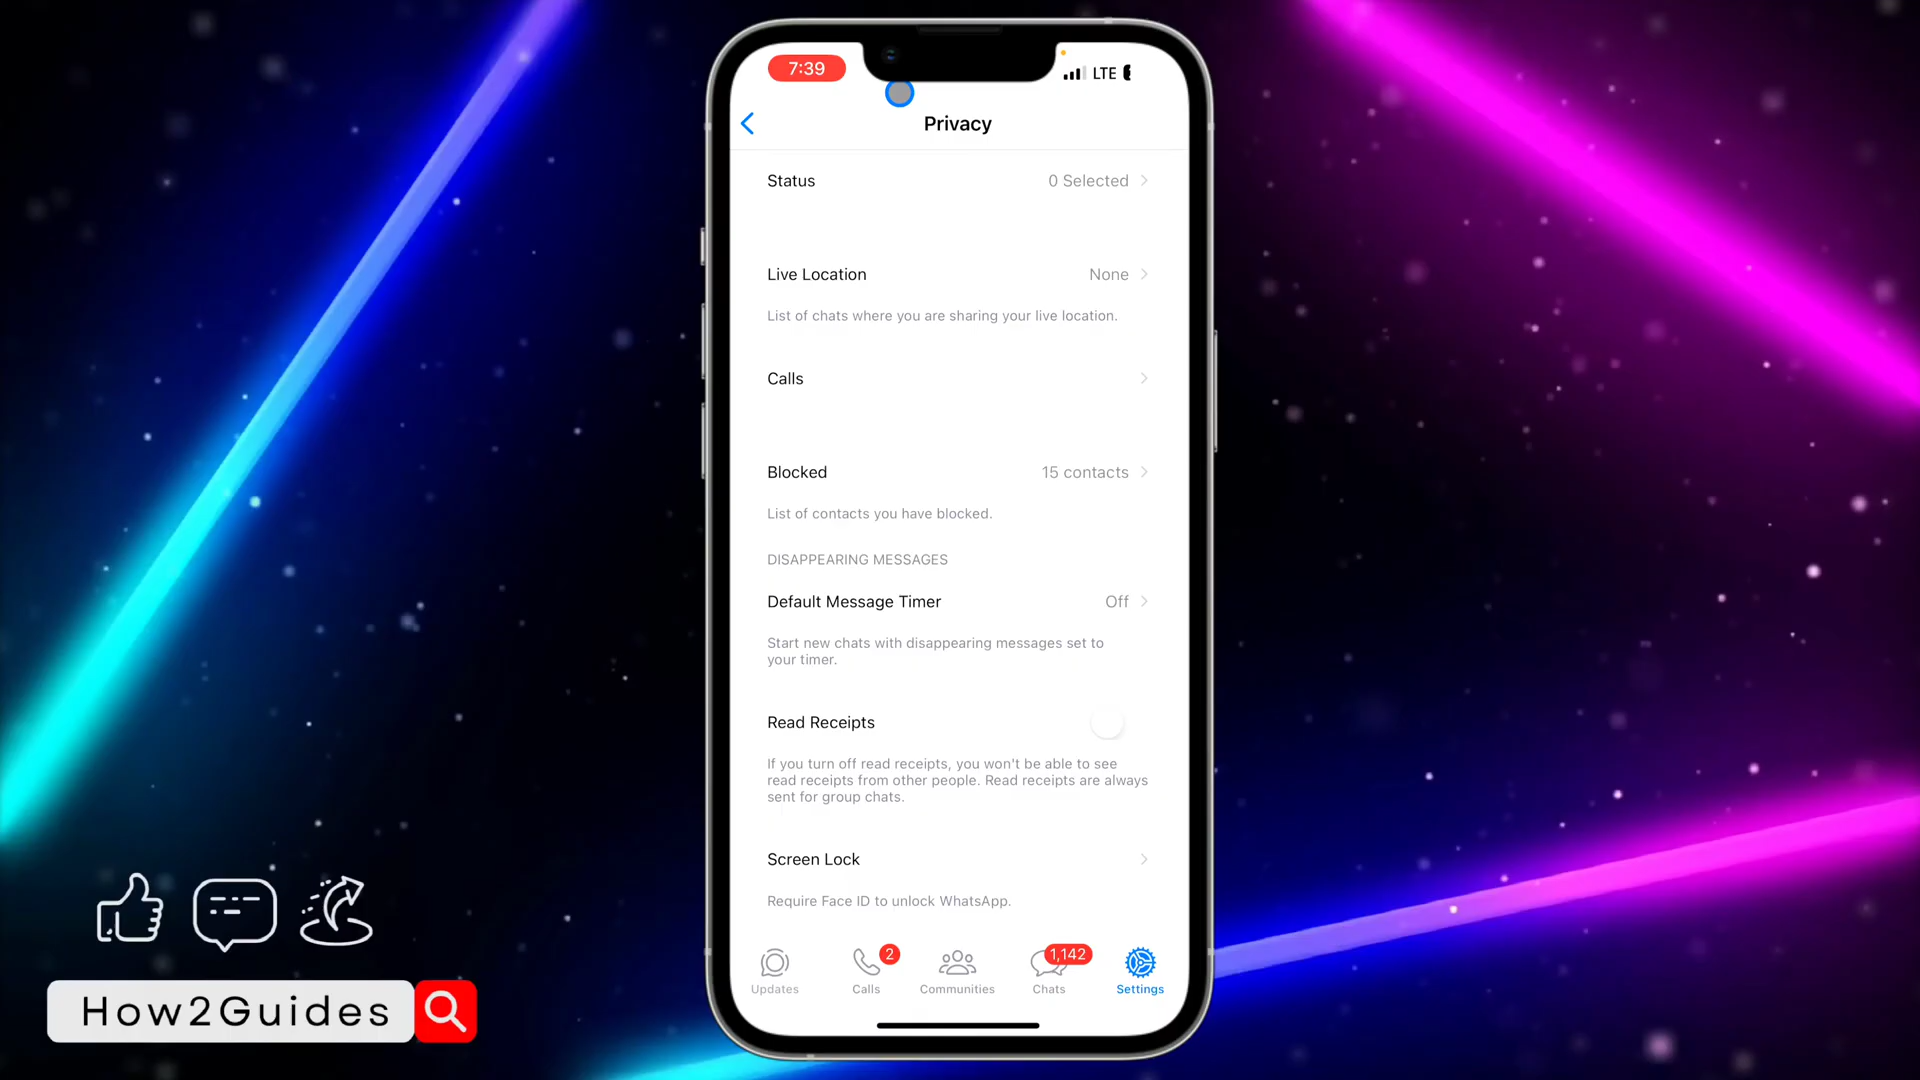 7:39
LTE
Privacy
Status 0 Selected
Live Location None
List of chats where you are sharing your live location.
Calls
Blocked 15 contacts
List of contacts you have blocked.
DISAPPEARING MESSAGES
Default Message Timer Off
Start new chats with disappearing messages set to
your timer.
Read Receipts
If you turn off read receipts, you won't be able to see
read receipts from other people. Read receipts are always
sent for group chats.
Screen Lock
Require Face ID to unlock WhatsApp.
2 1,142
Updates Calls Communities Chats Settings
How2Guides